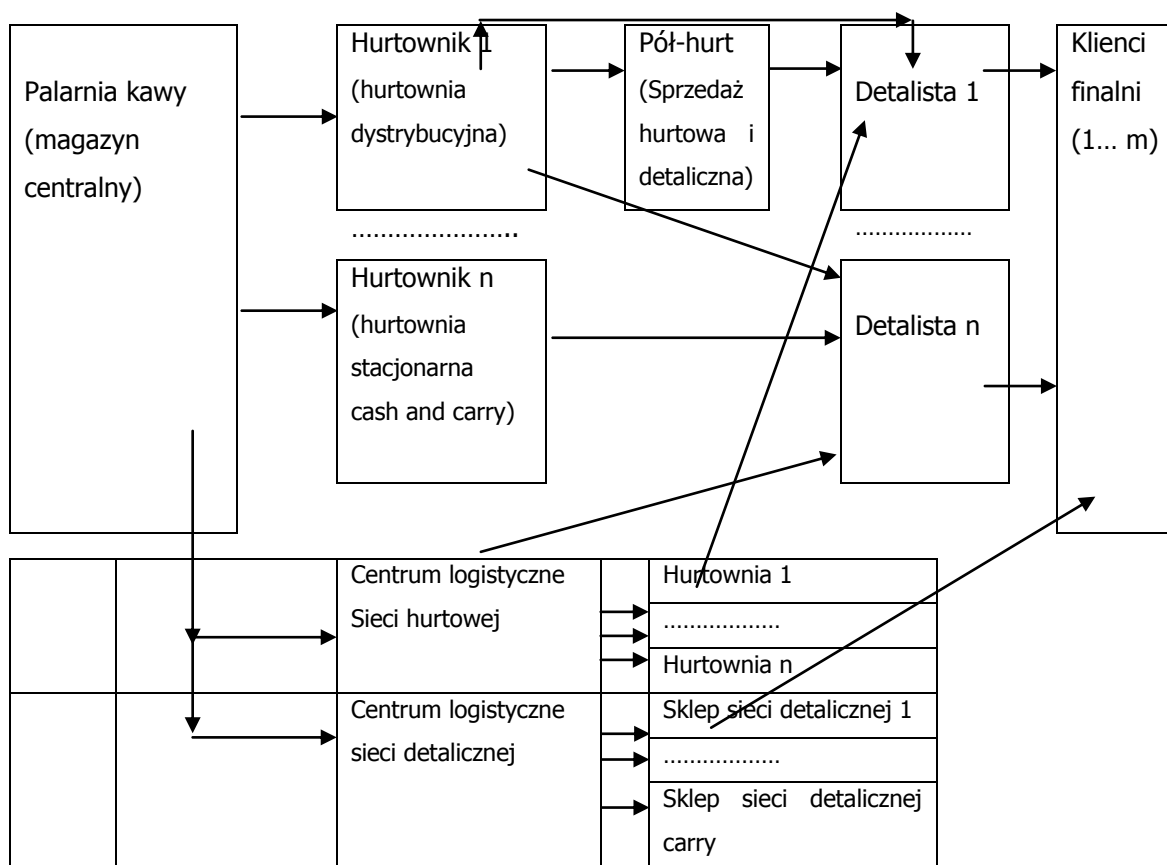 Palarnia kawy
(magazyn
centralny)
Hurtownik 1
(hurtownia
dystrybucyjna)
…………………..
Hurtownik n
(hurtownia
stacjonarna
cash and carry)
Pół-hurt
(Sprzedaż
hurtowa i
detaliczna)
Detalista 1
………………
Detalista n
Klienci
finalni
(1… m)
Centrum logistyczne
Sieci hurtowej
Hurtownia 1
………………
Hurtownia n
Centrum logistyczne
sieci detalicznej
Sklep sieci detalicznej 1
………………
Sklep sieci detalicznej
carry